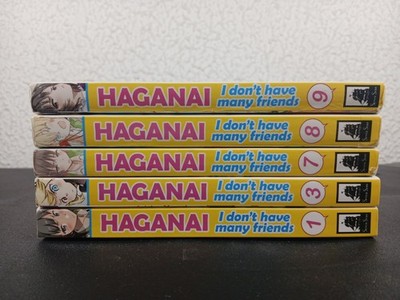 HAGANAI I don't have
many friends 9
HAGANAI I don't have
many friends 8
HAGANAI I don't have
many friends 7
HAGANAI I don't have
many friends 3
HAGANAI I don't have
many friends 1